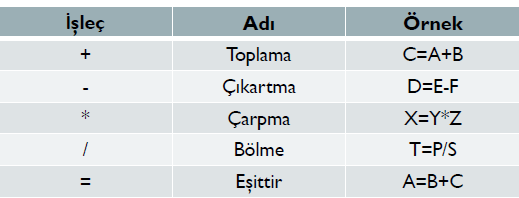 İşleç Adı Örnek
+ Toplama C=A+B
- Çıkartma D=E-F
* Çarpma X=Y*Z
/ Bölme T=P/S
= Eşittir A=B+C